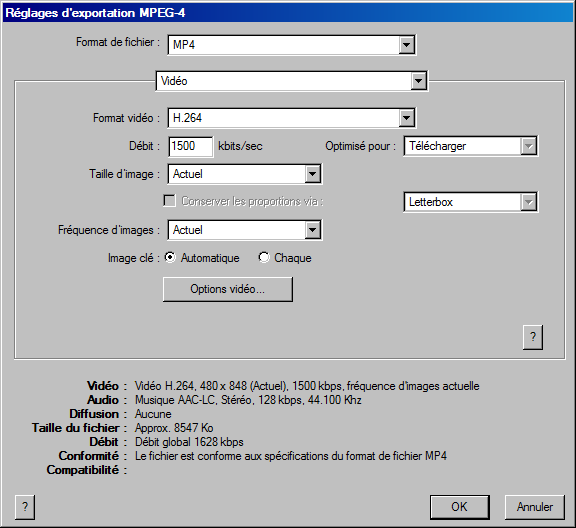 Réglages d'exportation MPEG-4
Format de fichier : MP4
Vidéo
Format vidéo : H.264
Débit : 1500 kbits/sec Optimisé pour : Télécharger
Taille d'image : Actuel
Conserver les proportions via : Letterbox
Fréquence d'images : Actuel
Image clé : Automatique Chaque
Options vidéo...
?
Vidéo : Vidéo H.264, 480 x 848 (Actuel), 1500 kbps, fréquence d'images actuelle
Audio : Musique AAC-LC, Stéréo, 128 kbps, 44.100 Khz
Diffusion : Aucune
Taille du fichier : Approx. 8547 Ko
Débit : Débit global 1628 kbps
Conformité : Le fichier est conforme aux spécifications du format de fichier MP4
Compatibilité :
? OK Annuler